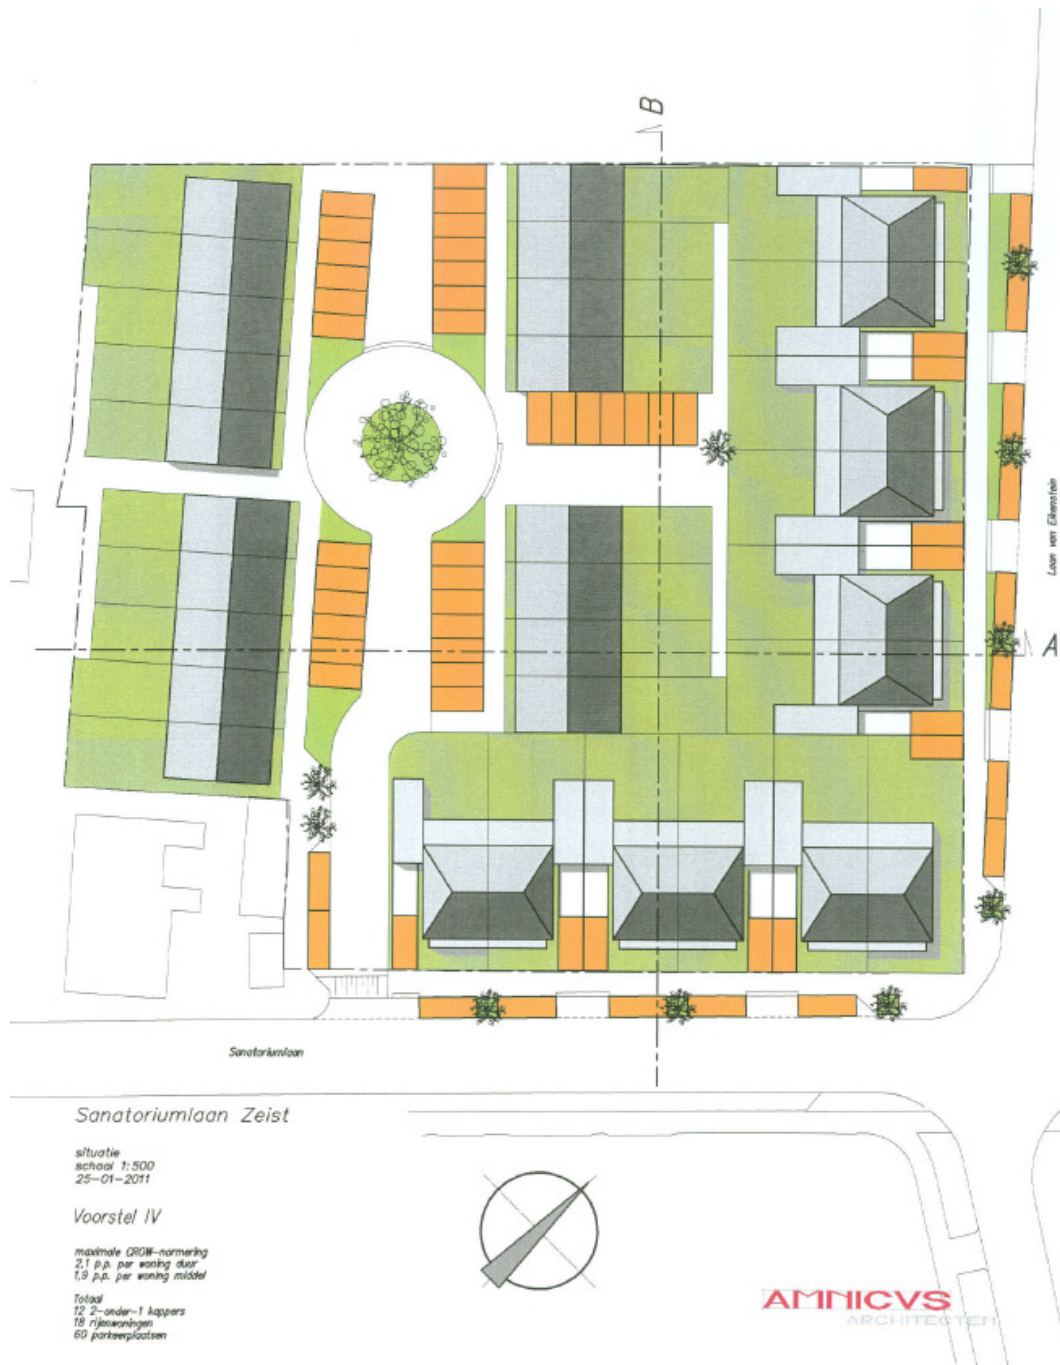 B
Laan van Eikenstein
A
Sanatoriumlaan
Sanatoriumlaan Zeist
situatie
schaal 1:500
25-01-2011
Voorstel IV
maximale CROW-normering
2,1 p.p. per woning duur
1,9 p.p. per woning middel
Totaal
12 2-onder-1 kappers
18 rijenwoningen
60 parkeerplaatsen
AMNICVS
ARCHITECTEN